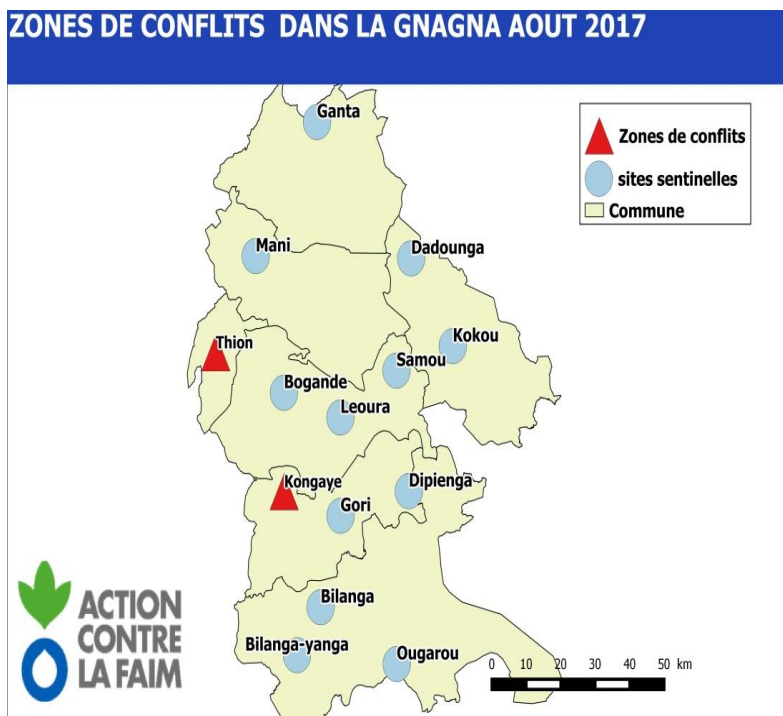 ZONES DE CONFLITS DANS LA GNAGNA AOUT 2017
Ganta
Zones de conflits
sites sentinelles
Commune
Mani
Dadounga
Thion
Kokou
Samou
Bogande
Leoura
Kongaye
Dipienga
Gori
Bilanga
Bilanga-yanga
Ougarou
ACTION
CONTRE
LA FAIM
0 10 20 30 40 50 km